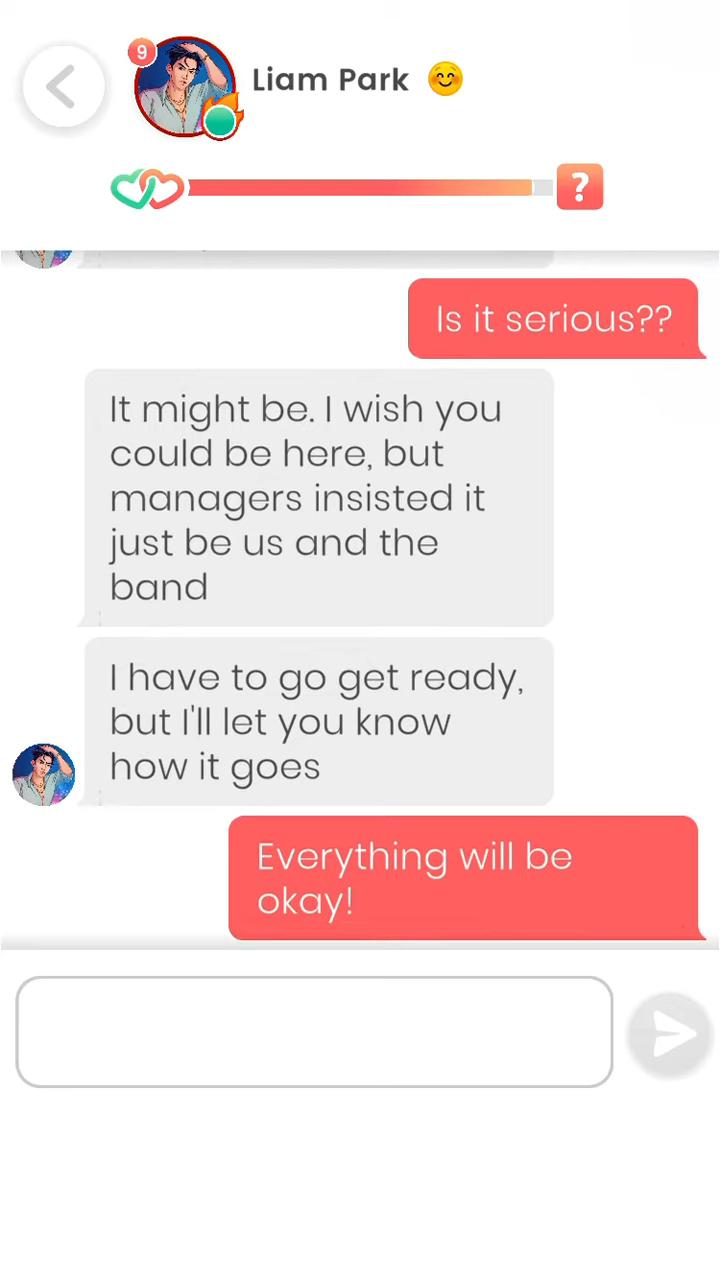 9
Liam Park
?
Is it serious??
It might be. I wish you
could be here, but
managers insisted it
just be us and the
band
I have to go get ready,
but I'll let you know
how it goes
Everything will be
okay!